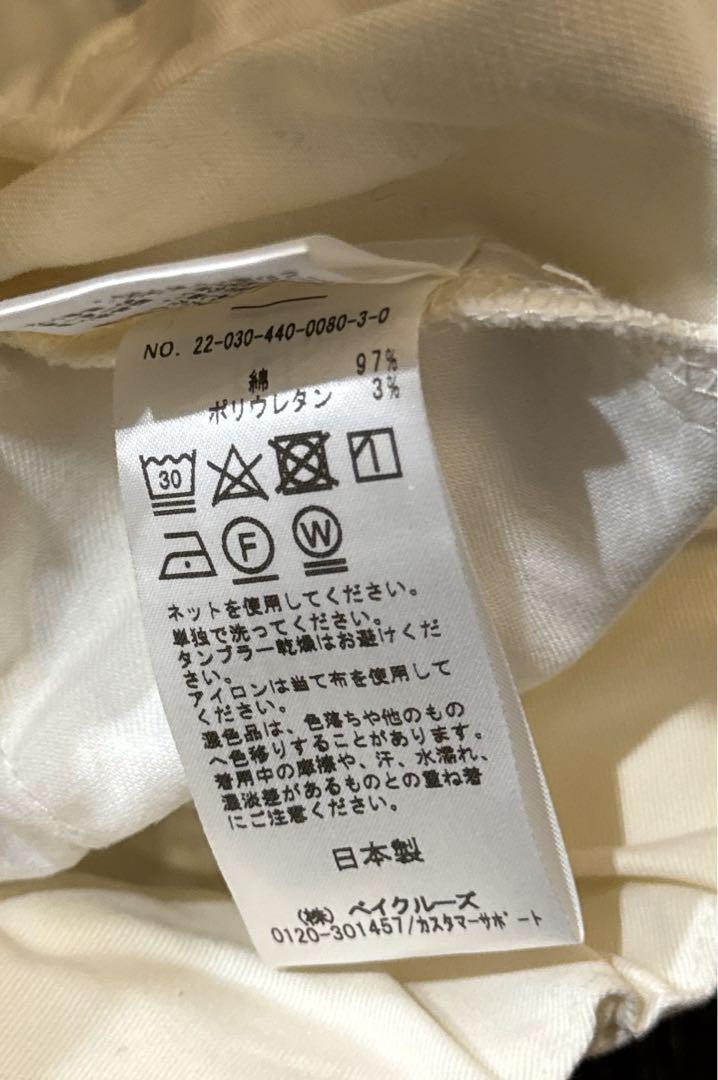 NO. 22-030-440-0080-3-0
綿 97%
ポリウレタン 3%
30
F W
ネットを使用してください。
単独で洗ってください。
タンブラー乾燥はお避けくだ
さい。
アイロンは当て布を使用して
ください。
濃色品は、色落ちや他のもの
へ色移りすることがあります。
着用中の摩擦や、汗、水濡れ、
濃淡差があるものとの重ね着
にご注意ください。
日本製
(株) ベイクルーズ
0120-301457/カスタマーサポート